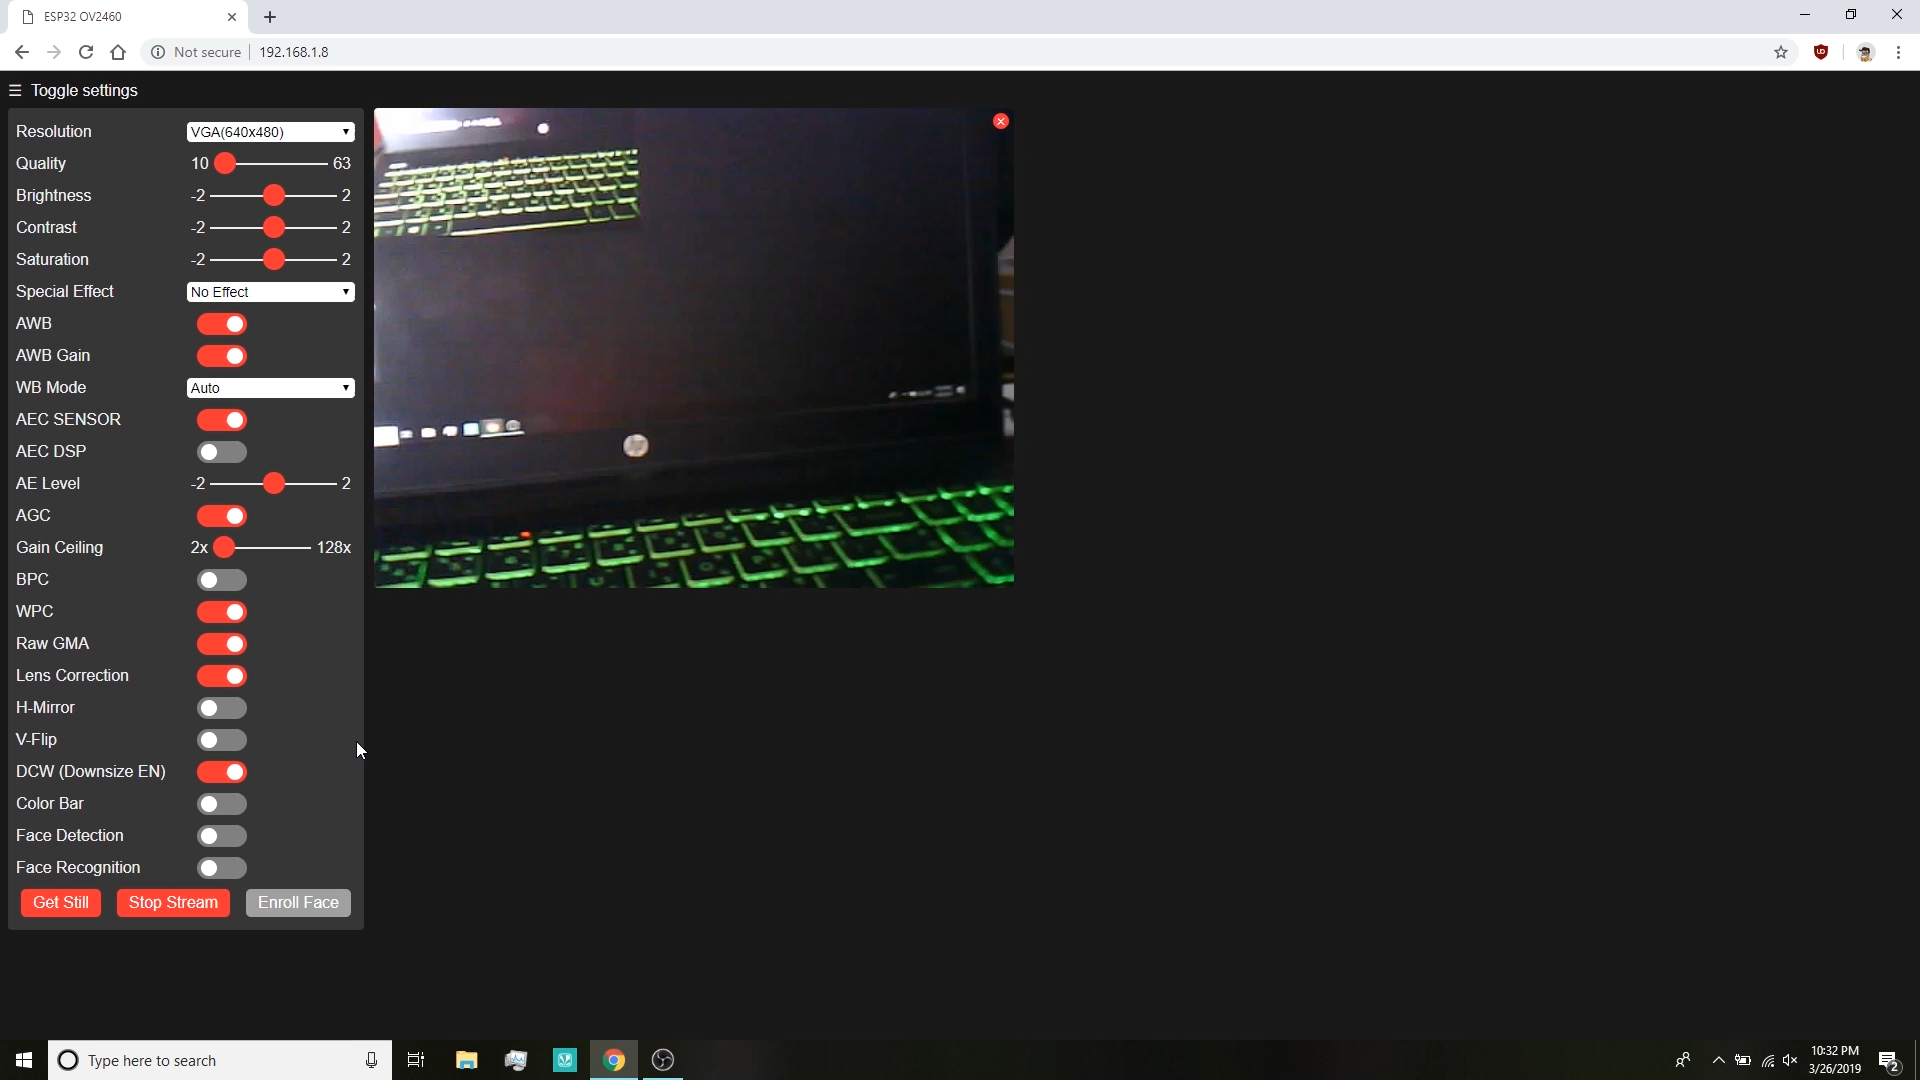 ESP32 OV2460
Not secure
192.168.1.8
☰ Toggle settings
Resolution VGA(640x480)
Quality 10 63
Brightness -2 2
Contrast -2 2
Saturation -2 2
Special Effect No Effect
AWB
AWB Gain
WB Mode Auto
AEC SENSOR
AEC DSP
AE Level -2 2
AGC
Gain Ceiling 2x 128x
BPC
WPC
Raw GMA
Lens Correction
H-Mirror
V-Flip
DCW (Downsize EN)
Color Bar
Face Detection
Face Recognition
Get Still Stop Stream Enroll Face
Type here to search
10:32 PM
3/26/2019
2